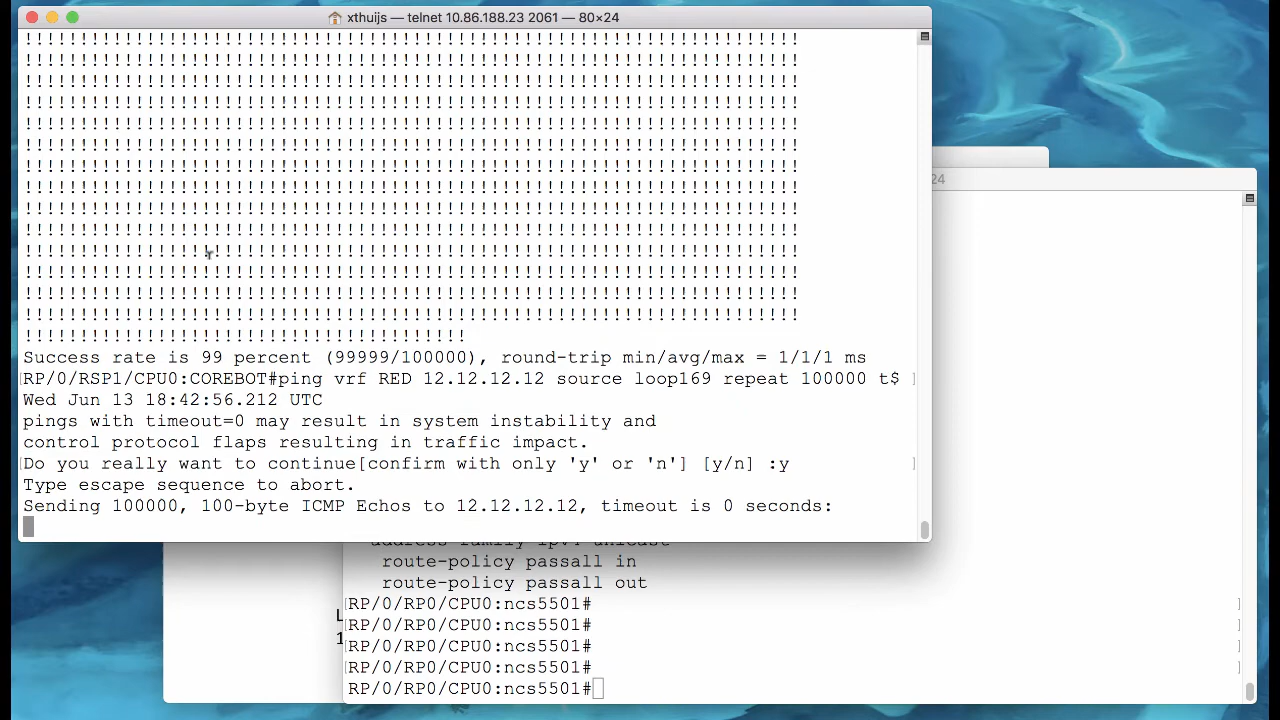 xthuijs — telnet 10.86.188.23 2061 — 80×24
!!!!!!!!!!!!!!!!!!!!!!!!!!!!!!!!!!!!!!!!!!!!!!!!!!!!!!!!!!!!!!!!!!!!!!
!!!!!!!!!!!!!!!!!!!!!!!!!!!!!!!!!!!!!!!!!!!!!!!!!!!!!!!!!!!!!!!!!!!!!!
!!!!!!!!!!!!!!!!!!!!!!!!!!!!!!!!!!!!!!!!!!!!!!!!!!!!!!!!!!!!!!!!!!!!!!
!!!!!!!!!!!!!!!!!!!!!!!!!!!!!!!!!!!!!!!!!!!!!!!!!!!!!!!!!!!!!!!!!!!!!!
!!!!!!!!!!!!!!!!!!!!!!!!!!!!!!!!!!!!!!!!!!!!!!!!!!!!!!!!!!!!!!!!!!!!!!
!!!!!!!!!!!!!!!!!!!!!!!!!!!!!!!!!!!!!!!!!!!!!!!!!!!!!!!!!!!!!!!!!!!!!!
!!!!!!!!!!!!!!!!!!!!!!!!!!!!!!!!!!!!!!!!!!!!!!!!!!!!!!!!!!!!!!!!!!!!!!
!!!!!!!!!!!!!!!!!!!!!!!!!!!!!!!!!!!!!!!!!!!!!!!!!!!!!!!!!!!!!!!!!!!!!!
!!!!!!!!!!!!!!!!!!!!!!!!!!!!!!!!!!!!!!!!!!!!!!!!!!!!!!!!!!!!!!!!!!!!!!
!!!!!!!!!!!!!!!!!!!!!!!!!!!!!!!!!!!!!!!!!!!!!!!!!!!!!!!!!!!!!!!!!!!!!!
!!!!!!!!!!!!!!!!!!!!!!!!!!!!!!!!!!!!!!!!!!!!!!!!!!!!!!!!!!!!!!!!!!!!!!
!!!!!!!!!!!!!!!!!!!!!!!!!!!!!!!!!!!!!!!!!!!!!!!!!!!!!!!!!!!!!!!!!!!!!!
!!!!!!!!!!!!!!!!!!!!!!!!!!!!!!!!!!!!!!!!!!!!!!!!!!!!!!!!!!!!!!!!!!!!!!
!!!!!!!!!!!!!!!!!!!!!!!!!!!!!!!!!!!!!!!!!!!!!!!!!!!!!!!!!!!!!!!!!!!!!!
!!!!!!!!!!!!!!!!!!!!!!!!!!!!!!!!!!!!!!!!
Success rate is 99 percent (99999/100000), round-trip min/avg/max = 1/1/1 ms
RP/0/RSP1/CPU0:COREBOT#ping vrf RED 12.12.12.12 source loop169 repeat 100000 t$
Wed Jun 13 18:42:56.212 UTC
pings with timeout=0 may result in system instability and
control protocol flaps resulting in traffic impact.
Do you really want to continue[confirm with only 'y' or 'n'] [y/n] :y
Type escape sequence to abort.
Sending 100000, 100-byte ICMP Echos to 12.12.12.12, timeout is 0 seconds:
24
address-family ipv4 unicast
route-policy passall in
route-policy passall out
RP/0/RP0/CPU0:ncs5501#
RP/0/RP0/CPU0:ncs5501#
RP/0/RP0/CPU0:ncs5501#
RP/0/RP0/CPU0:ncs5501#
RP/0/RP0/CPU0:ncs5501#